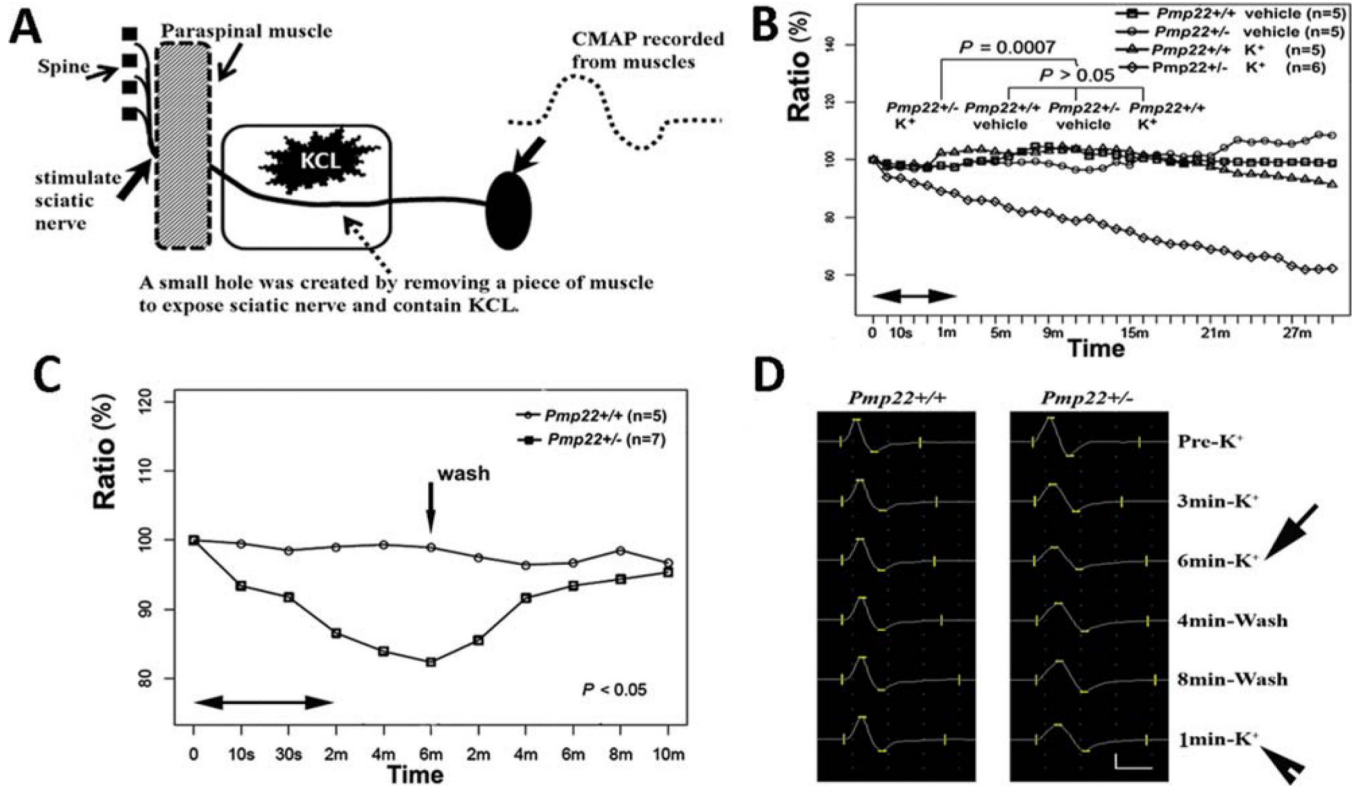 A
Paraspinal muscle
Spine
CMAP recorded
from muscles
KCL
stimulate
sciatic
nerve
A small hole was created by removing a piece of muscle
to expose sciatic nerve and contain KCL.
B
Ratio (%)
140
120
100
80
60
Pmp22+/+ vehicle (n=5)
Pmp22+/- vehicle (n=5)
Pmp22+/+ K+ (n=5)
Pmp22+/- K+ (n=6)
P = 0.0007
P > 0.05
Pmp22+/- Pmp22+/+ Pmp22+/- Pmp22+/+
K+ vehicle vehicle K+
0 10s 1m 5m 9m 15m 21m 27m
Time
C
Ratio (%)
120
110
100
90
80
Pmp22+/+ (n=5)
Pmp22+/- (n=7)
wash
P < 0.05
0 10s 30s 2m 4m 6m 2m 4m 6m 8m 10m
Time
D
Pmp22+/+ Pmp22+/-
Pre-K+
3min-K+
6min-K+
4min-Wash
8min-Wash
1min-K+